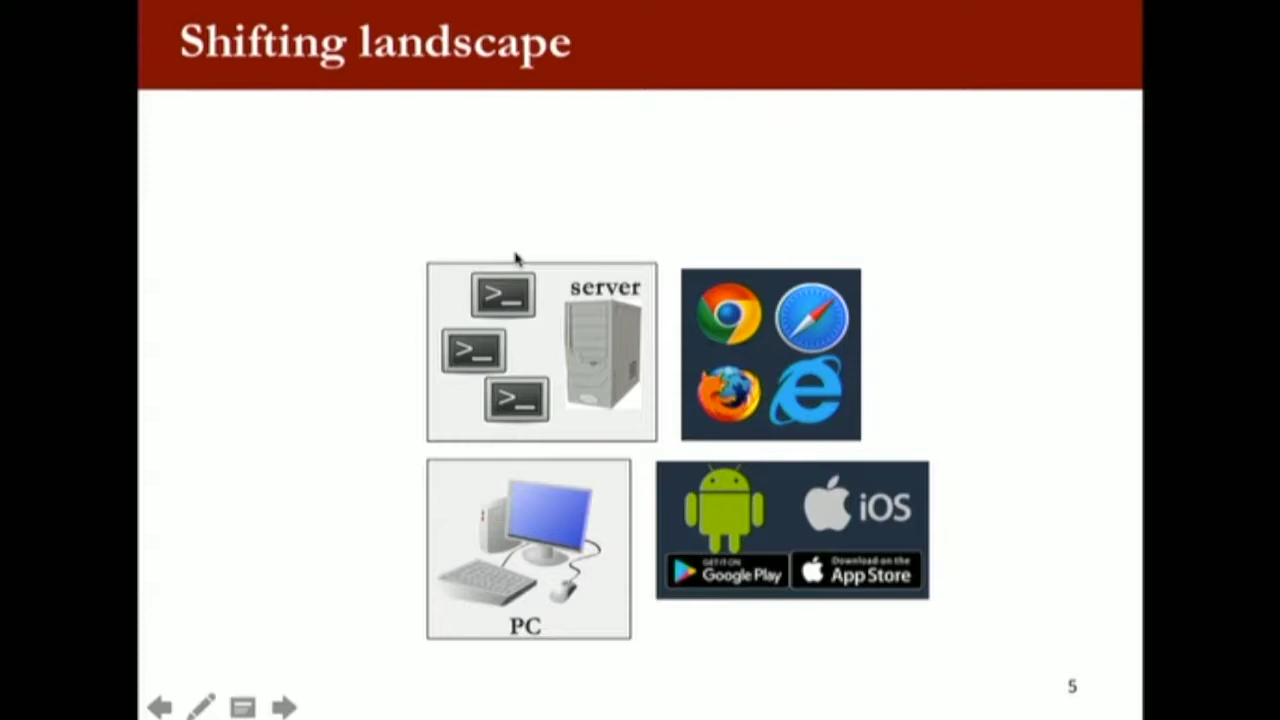 Shifting landscape
>_
server
>_
>_
iOS
GET IT ON
Google Play
Download on the
App Store
PC
5